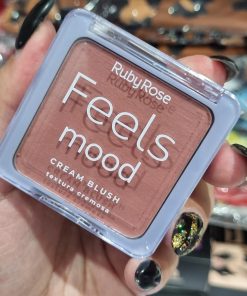 RubyRose
Feels
mood
CREAM BLUSH
textura cremosa